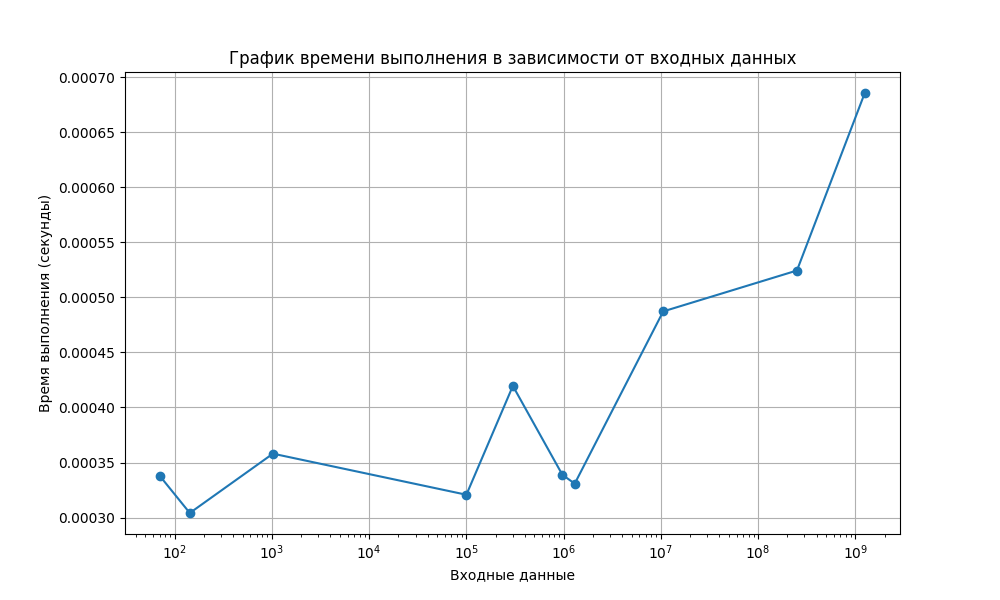 График времени выполнения в зависимости от входных данных
0.00070
0.00065
0.00060
0.00055
0.00050
0.00045
0.00040
0.00035
0.00030
Время выполнения (секунды)
10² 10³ 10⁴ 10⁵ 10⁶ 10⁷ 10⁸ 10⁹
Входные данные